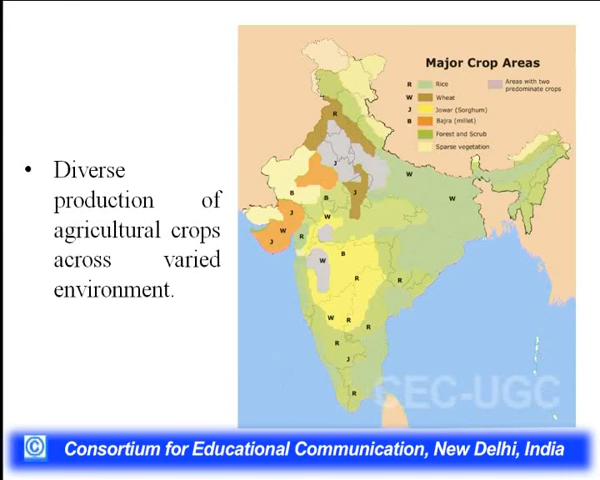 Major Crop Areas
R Rice
W Wheat
J Jowar (Sorghum)
B Bajra (millet)
Forest and Scrub
Sparse vegetation
Areas with two
predominate crops
• Diverse
production of
agricultural crops
across varied
environment.
R
J
W
J
W
B
B
J
W
W
J
R
W
B
R
R
W
R
R
R
J
R
CEC-UGC
© Consortium for Educational Communication, New Delhi, India